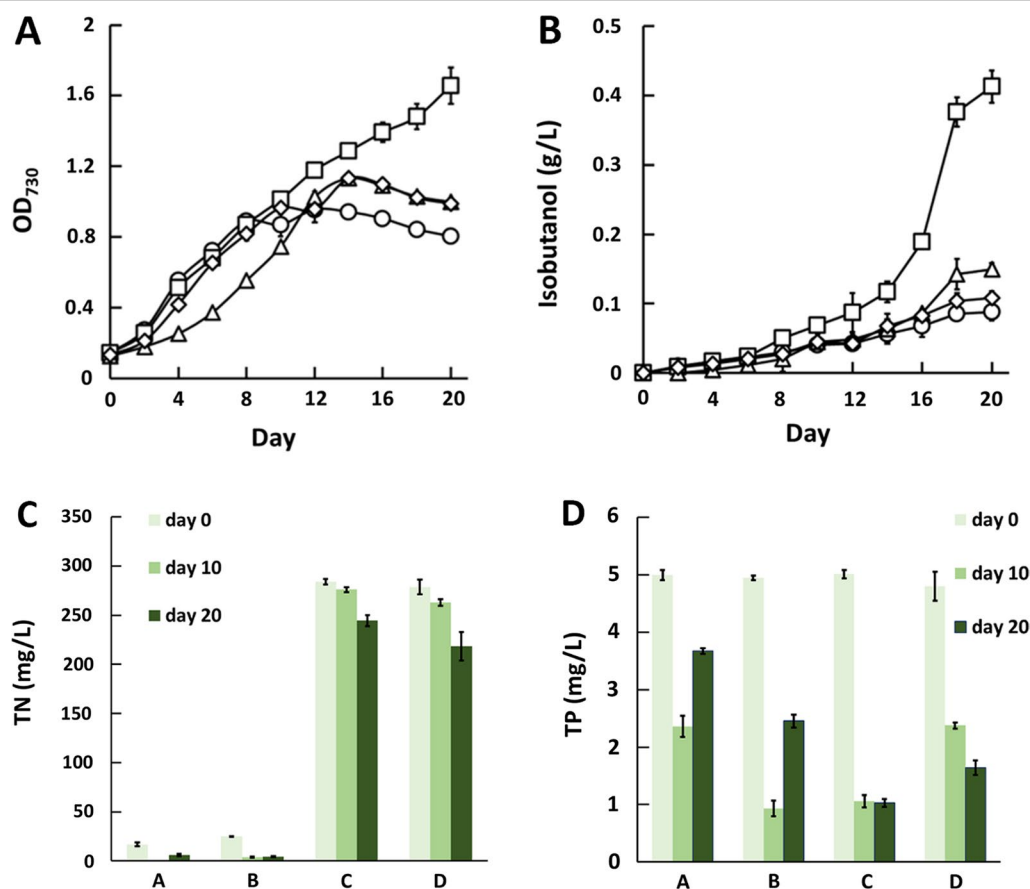 A
OD730
2
1.6
1.2
0.8
0.4
0
0 4 8 12 16 20
Day
B
Isobutanol (g/L)
0.5
0.4
0.3
0.2
0.1
0
0 4 8 12 16 20
Day
C
TN (mg/L)
350
300
250
200
150
100
50
0
day 0
day 10
day 20
A B C D
D
TP (mg/L)
6
5
4
3
2
1
0
day 0
day 10
day 20
A B C D